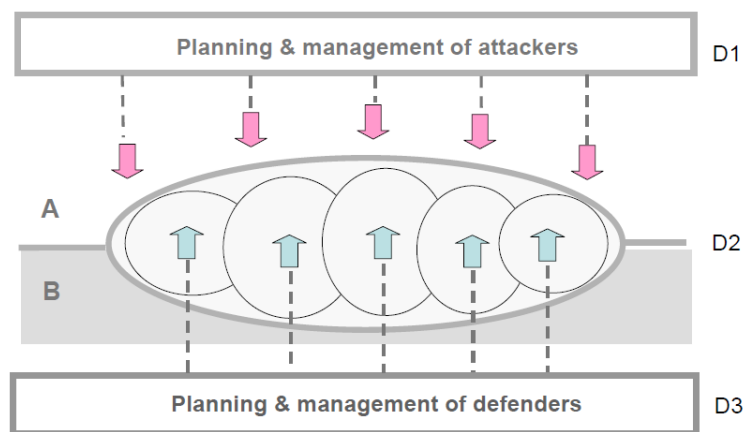 Planning & management of attackers
D1
A
D2
B
Planning & management of defenders
D3